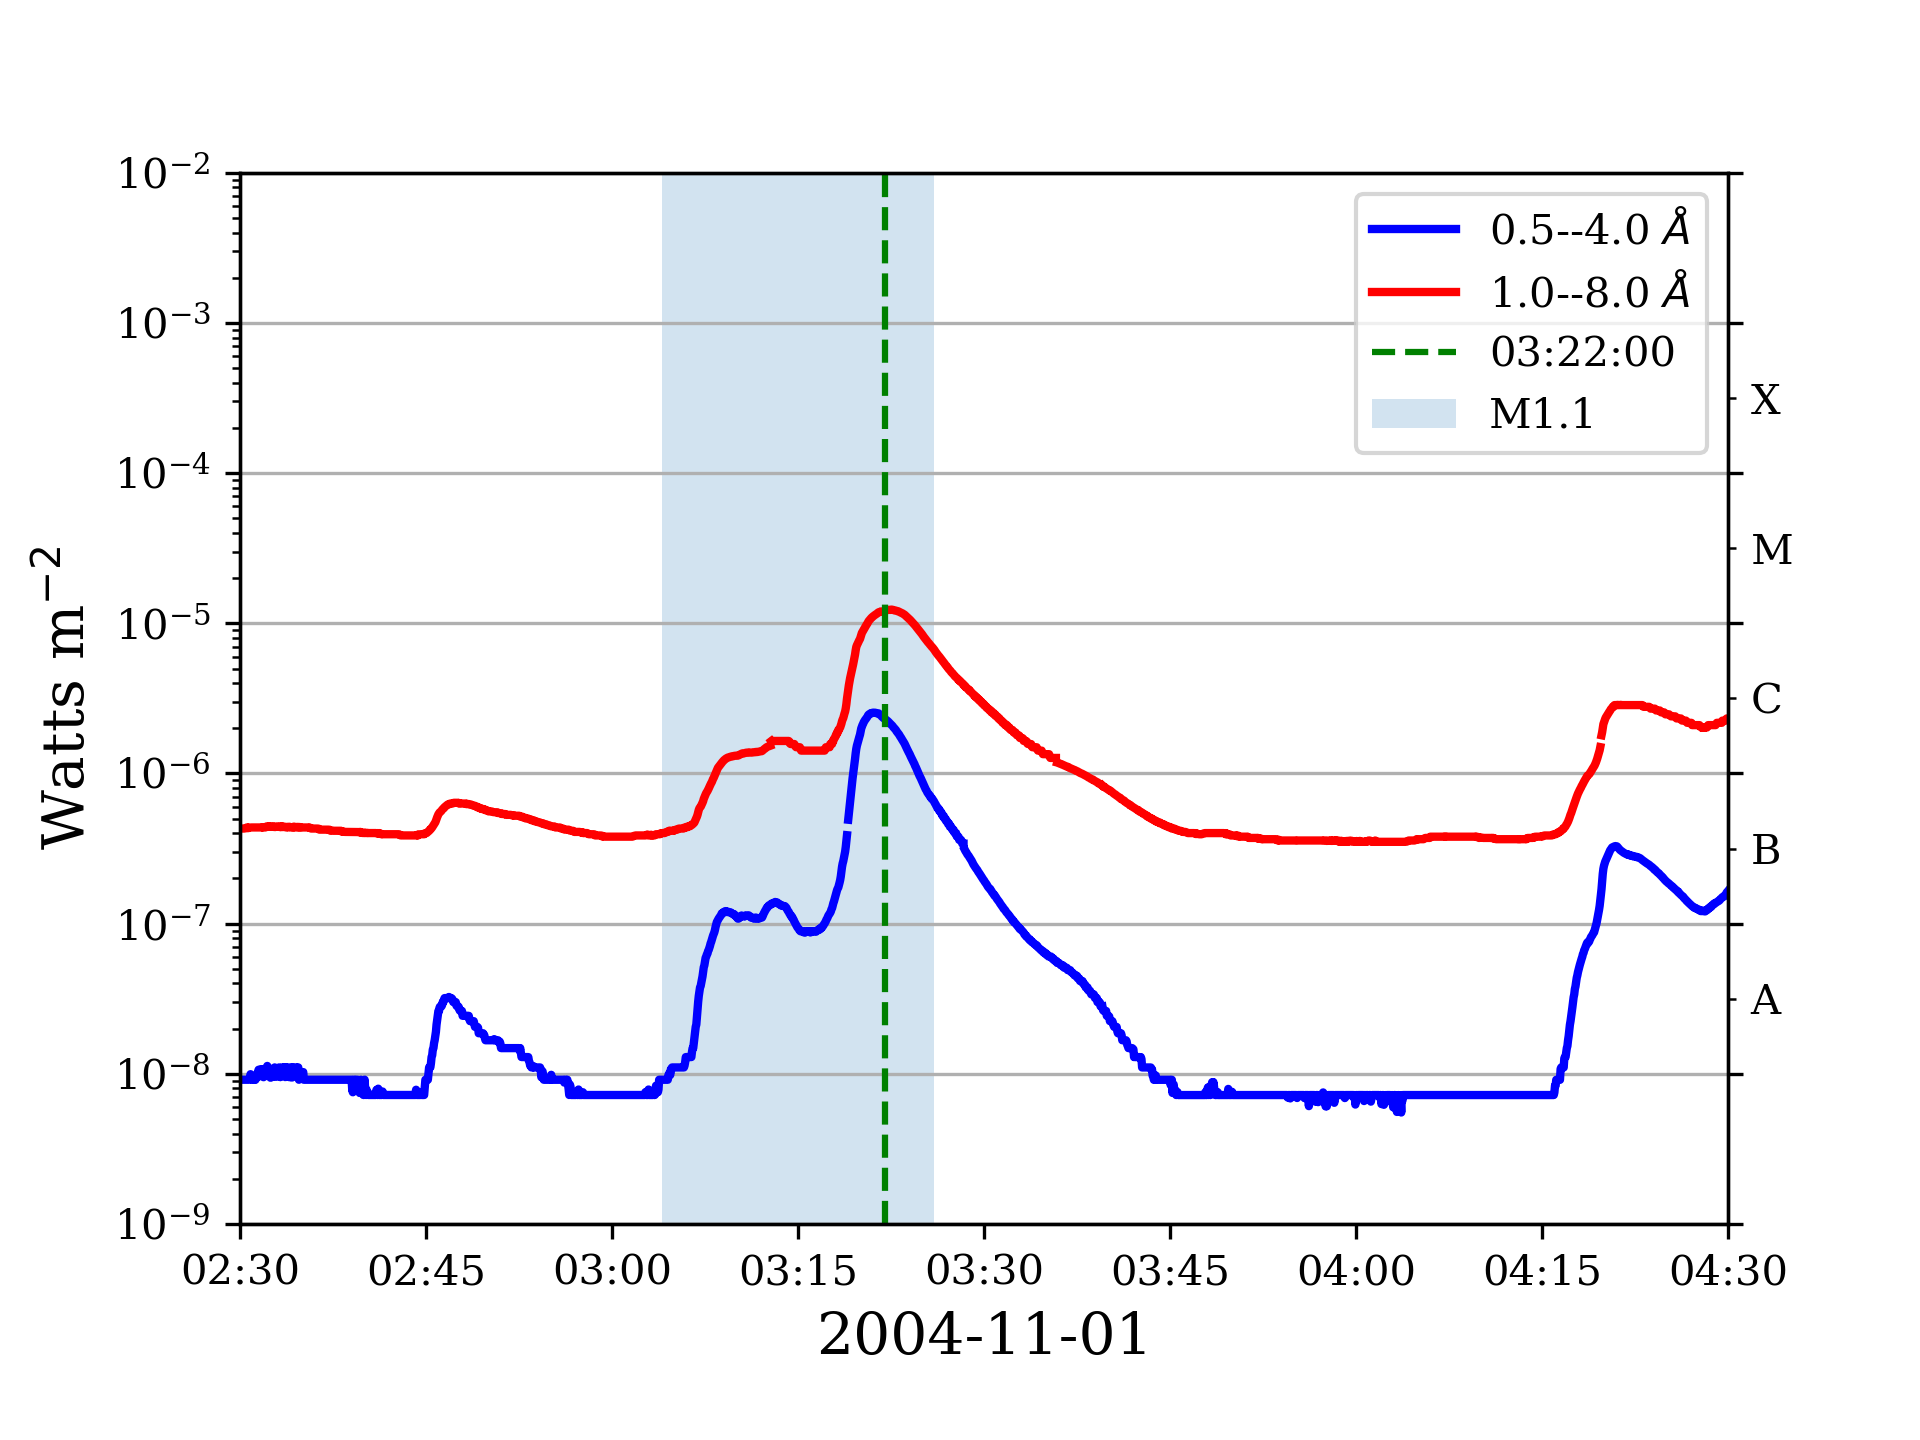 10⁻²
10⁻³
10⁻⁴
10⁻⁵
10⁻⁶
10⁻⁷
10⁻⁸
10⁻⁹
Watts m⁻²
0.5--4.0 Å
1.0--8.0 Å
03:22:00
M1.1
X
M
C
B
A
02:30 02:45 03:00 03:15 03:30 03:45 04:00 04:15 04:30
2004-11-01